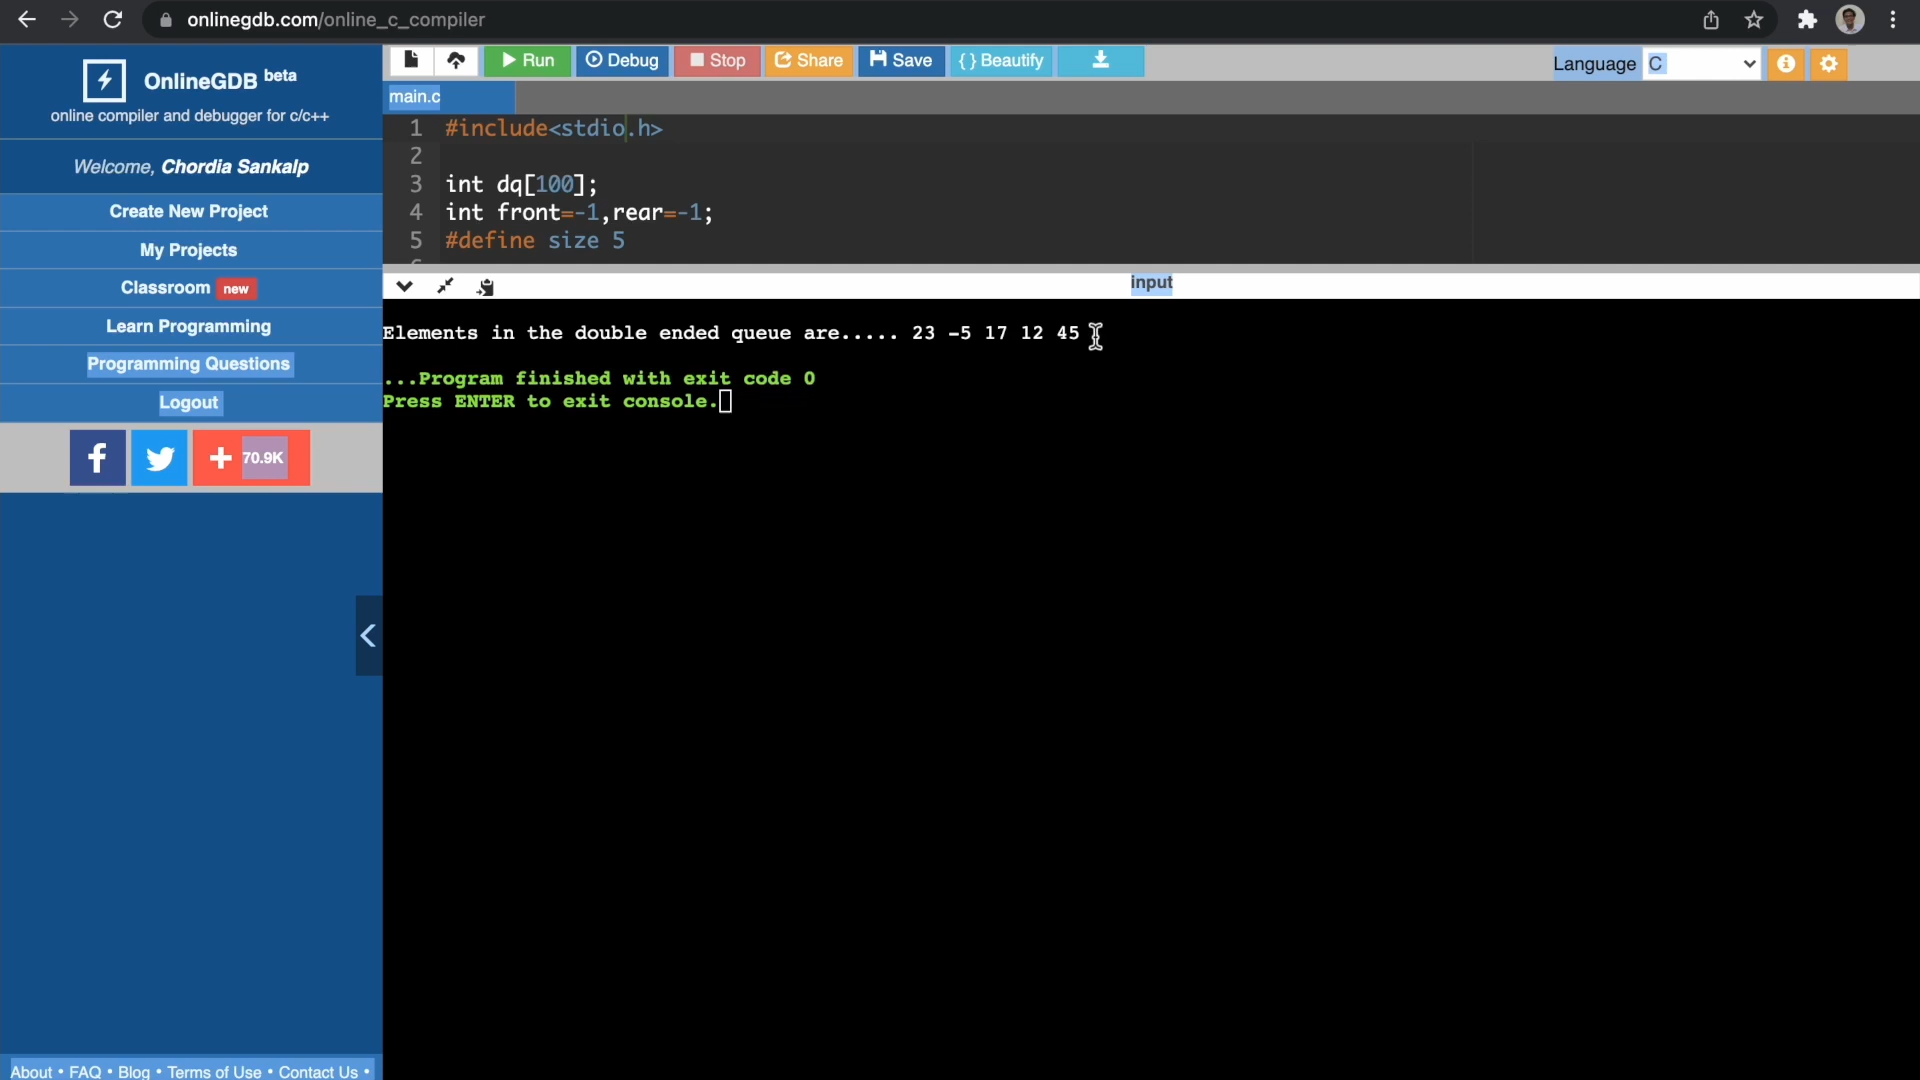 onlinegdb.com/online_c_compiler
OnlineGDB beta
online compiler and debugger for c/c++
Welcome, Chordia Sankalp
Create New Project
My Projects
Classroom new
Learn Programming
Programming Questions
Logout
f + 70.9K
About • FAQ • Blog • Terms of Use • Contact Us •
Run Debug Stop Share Save {} Beautify
Language C
main.c
1 #include<stdio.h>
2
3 int dq[100];
4 int front=-1,rear=-1;
5 #define size 5
input
Elements in the double ended queue are..... 23 -5 17 12 45
...Program finished with exit code 0
Press ENTER to exit console.